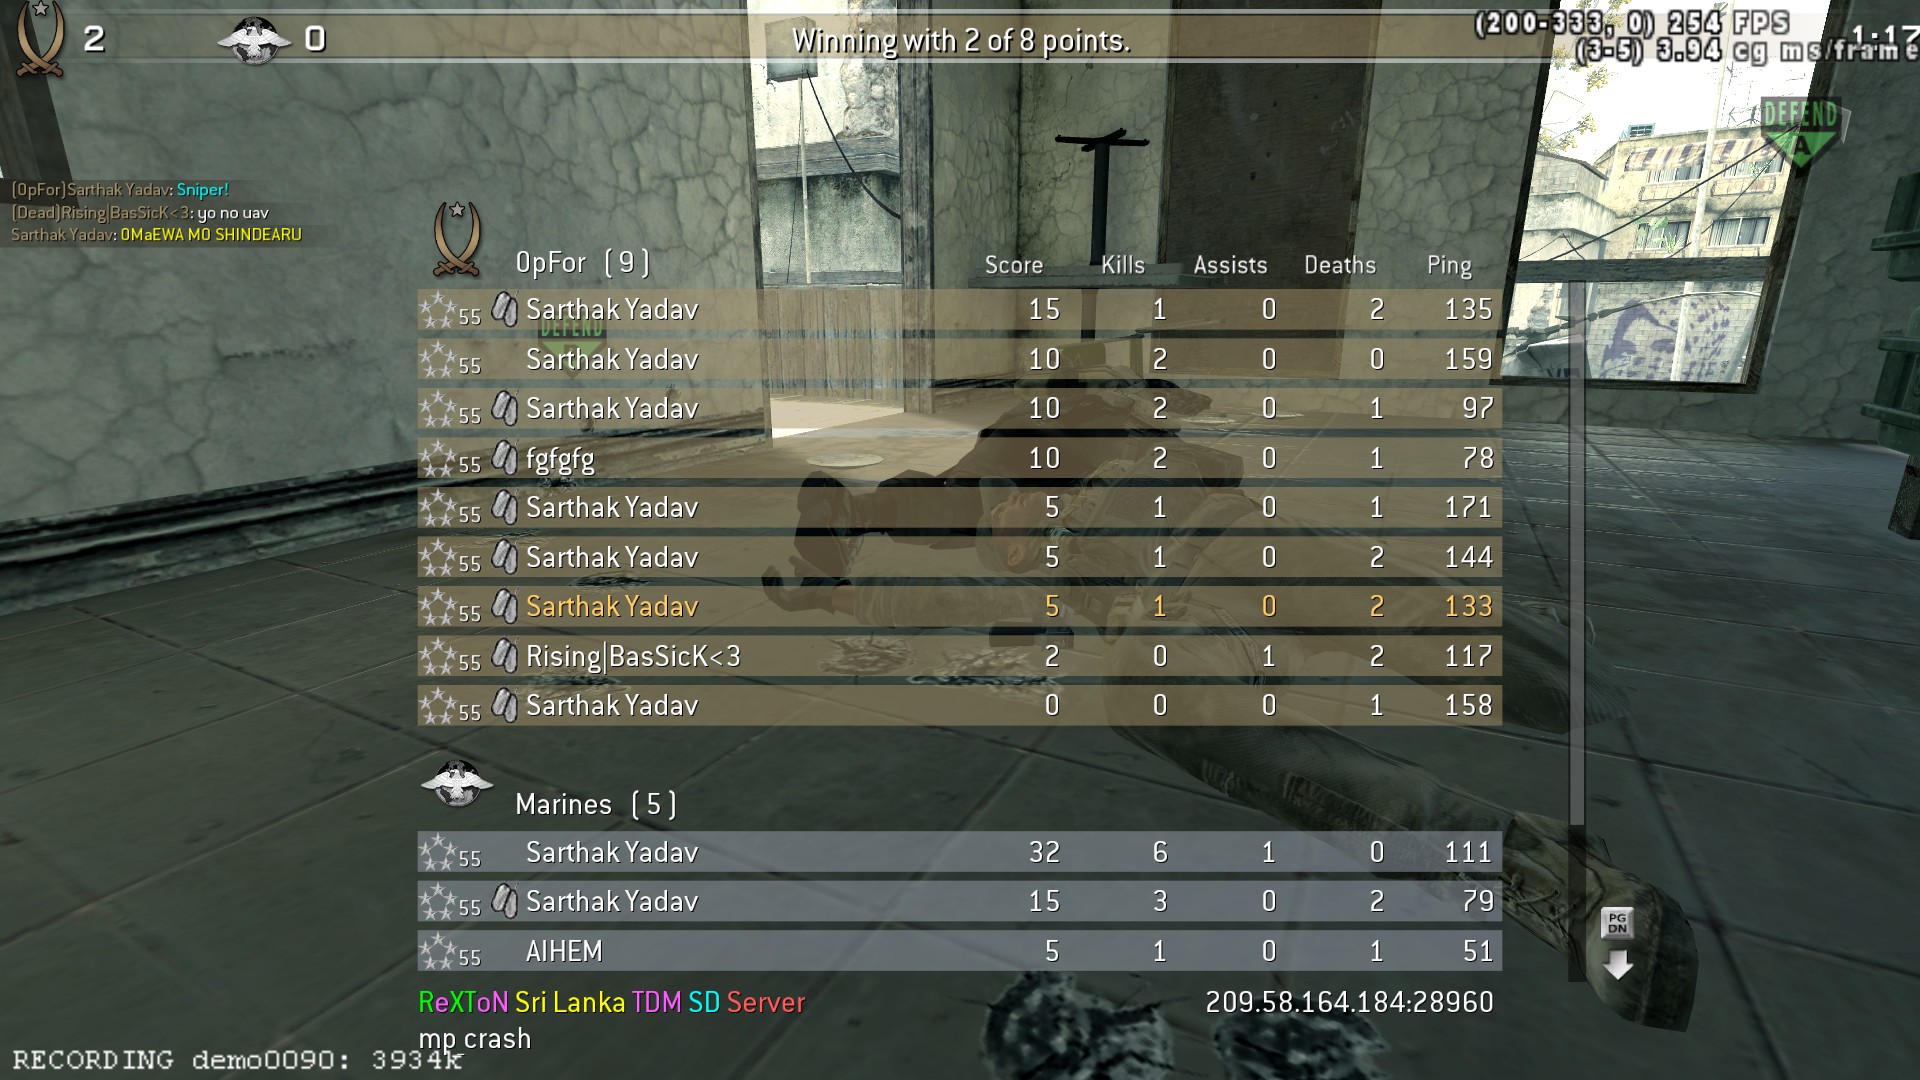 2 0 Winning with 2 of 8 points. (200-333, 0) 254 FPS 1:17
(3-5) 3.94 cg ms/frame
DEFEND
A
(OpFor)Sarthak Yadav: Sniper!
(Dead)Rising|BasSicK<3: yo no uav
Sarthak Yadav: 0MaEWA MO SHINDEARU
OpFor ( 9 ) Score Kills Assists Deaths Ping
55 Sarthak Yadav 15 1 0 2 135
DEFEND
55 Sarthak Yadav 10 2 0 0 159
55 Sarthak Yadav 10 2 0 1 97
55 fgfgfg 10 2 0 1 78
55 Sarthak Yadav 5 1 0 1 171
55 Sarthak Yadav 5 1 0 2 144
55 Sarthak Yadav 5 1 0 2 133
55 Rising|BasSicK<3 2 0 1 2 117
55 Sarthak Yadav 0 0 0 1 158
Marines ( 5 )
55 Sarthak Yadav 32 6 1 0 111
55 Sarthak Yadav 15 3 0 2 79
55 AIHEM 5 1 0 1 51
PG
DN
ReXToN Sri Lanka TDM SD Server 209.58.164.184:28960
mp_crash
RECORDING demo0090: 3934k